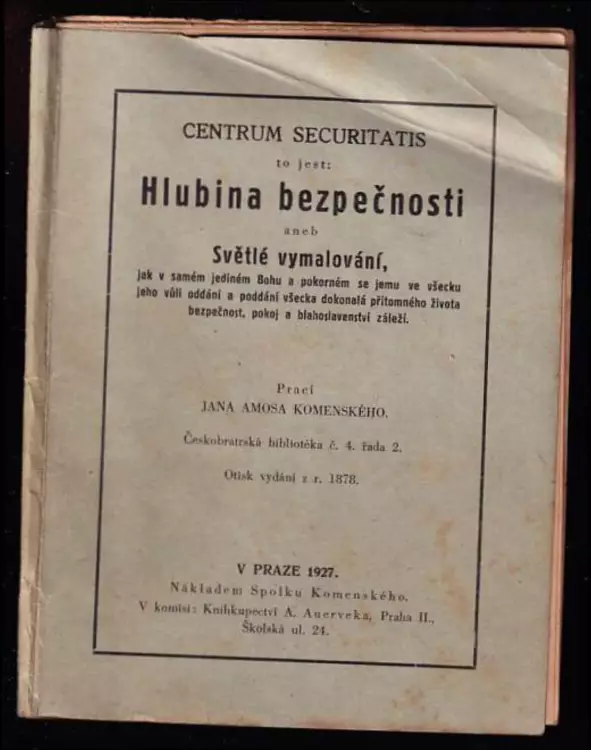 CENTRUM SECURITATIS
to jest:
Hlubina bezpečnosti
aneb
Světlé vymalování,
jak v samém jediném Bohu a pokorném se jemu ve všecku
jeho vůli oddání a poddání všecka dokonalá přítomného života
bezpečnost, pokoj a blahoslavenství záleží.
Prací
JANA AMOSA KOMENSKÉHO.
Českobratrská bibliotéka č. 4. řada 2.
Otisk vydání z r. 1878.
V PRAZE 1927.
Nákladem Spolku Komenského.
V komisi: Knihkupectví A. Auerveka, Praha II.,
Školská ul. 24.